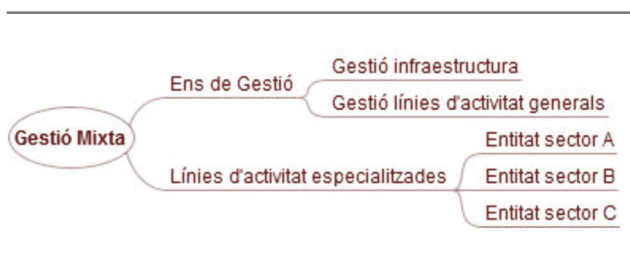 Gestió Mixta
Ens de Gestió
Gestió infraestructura
Gestió línies d'activitat generals
Línies d'activitat especialitzades
Entitat sector A
Entitat sector B
Entitat sector C